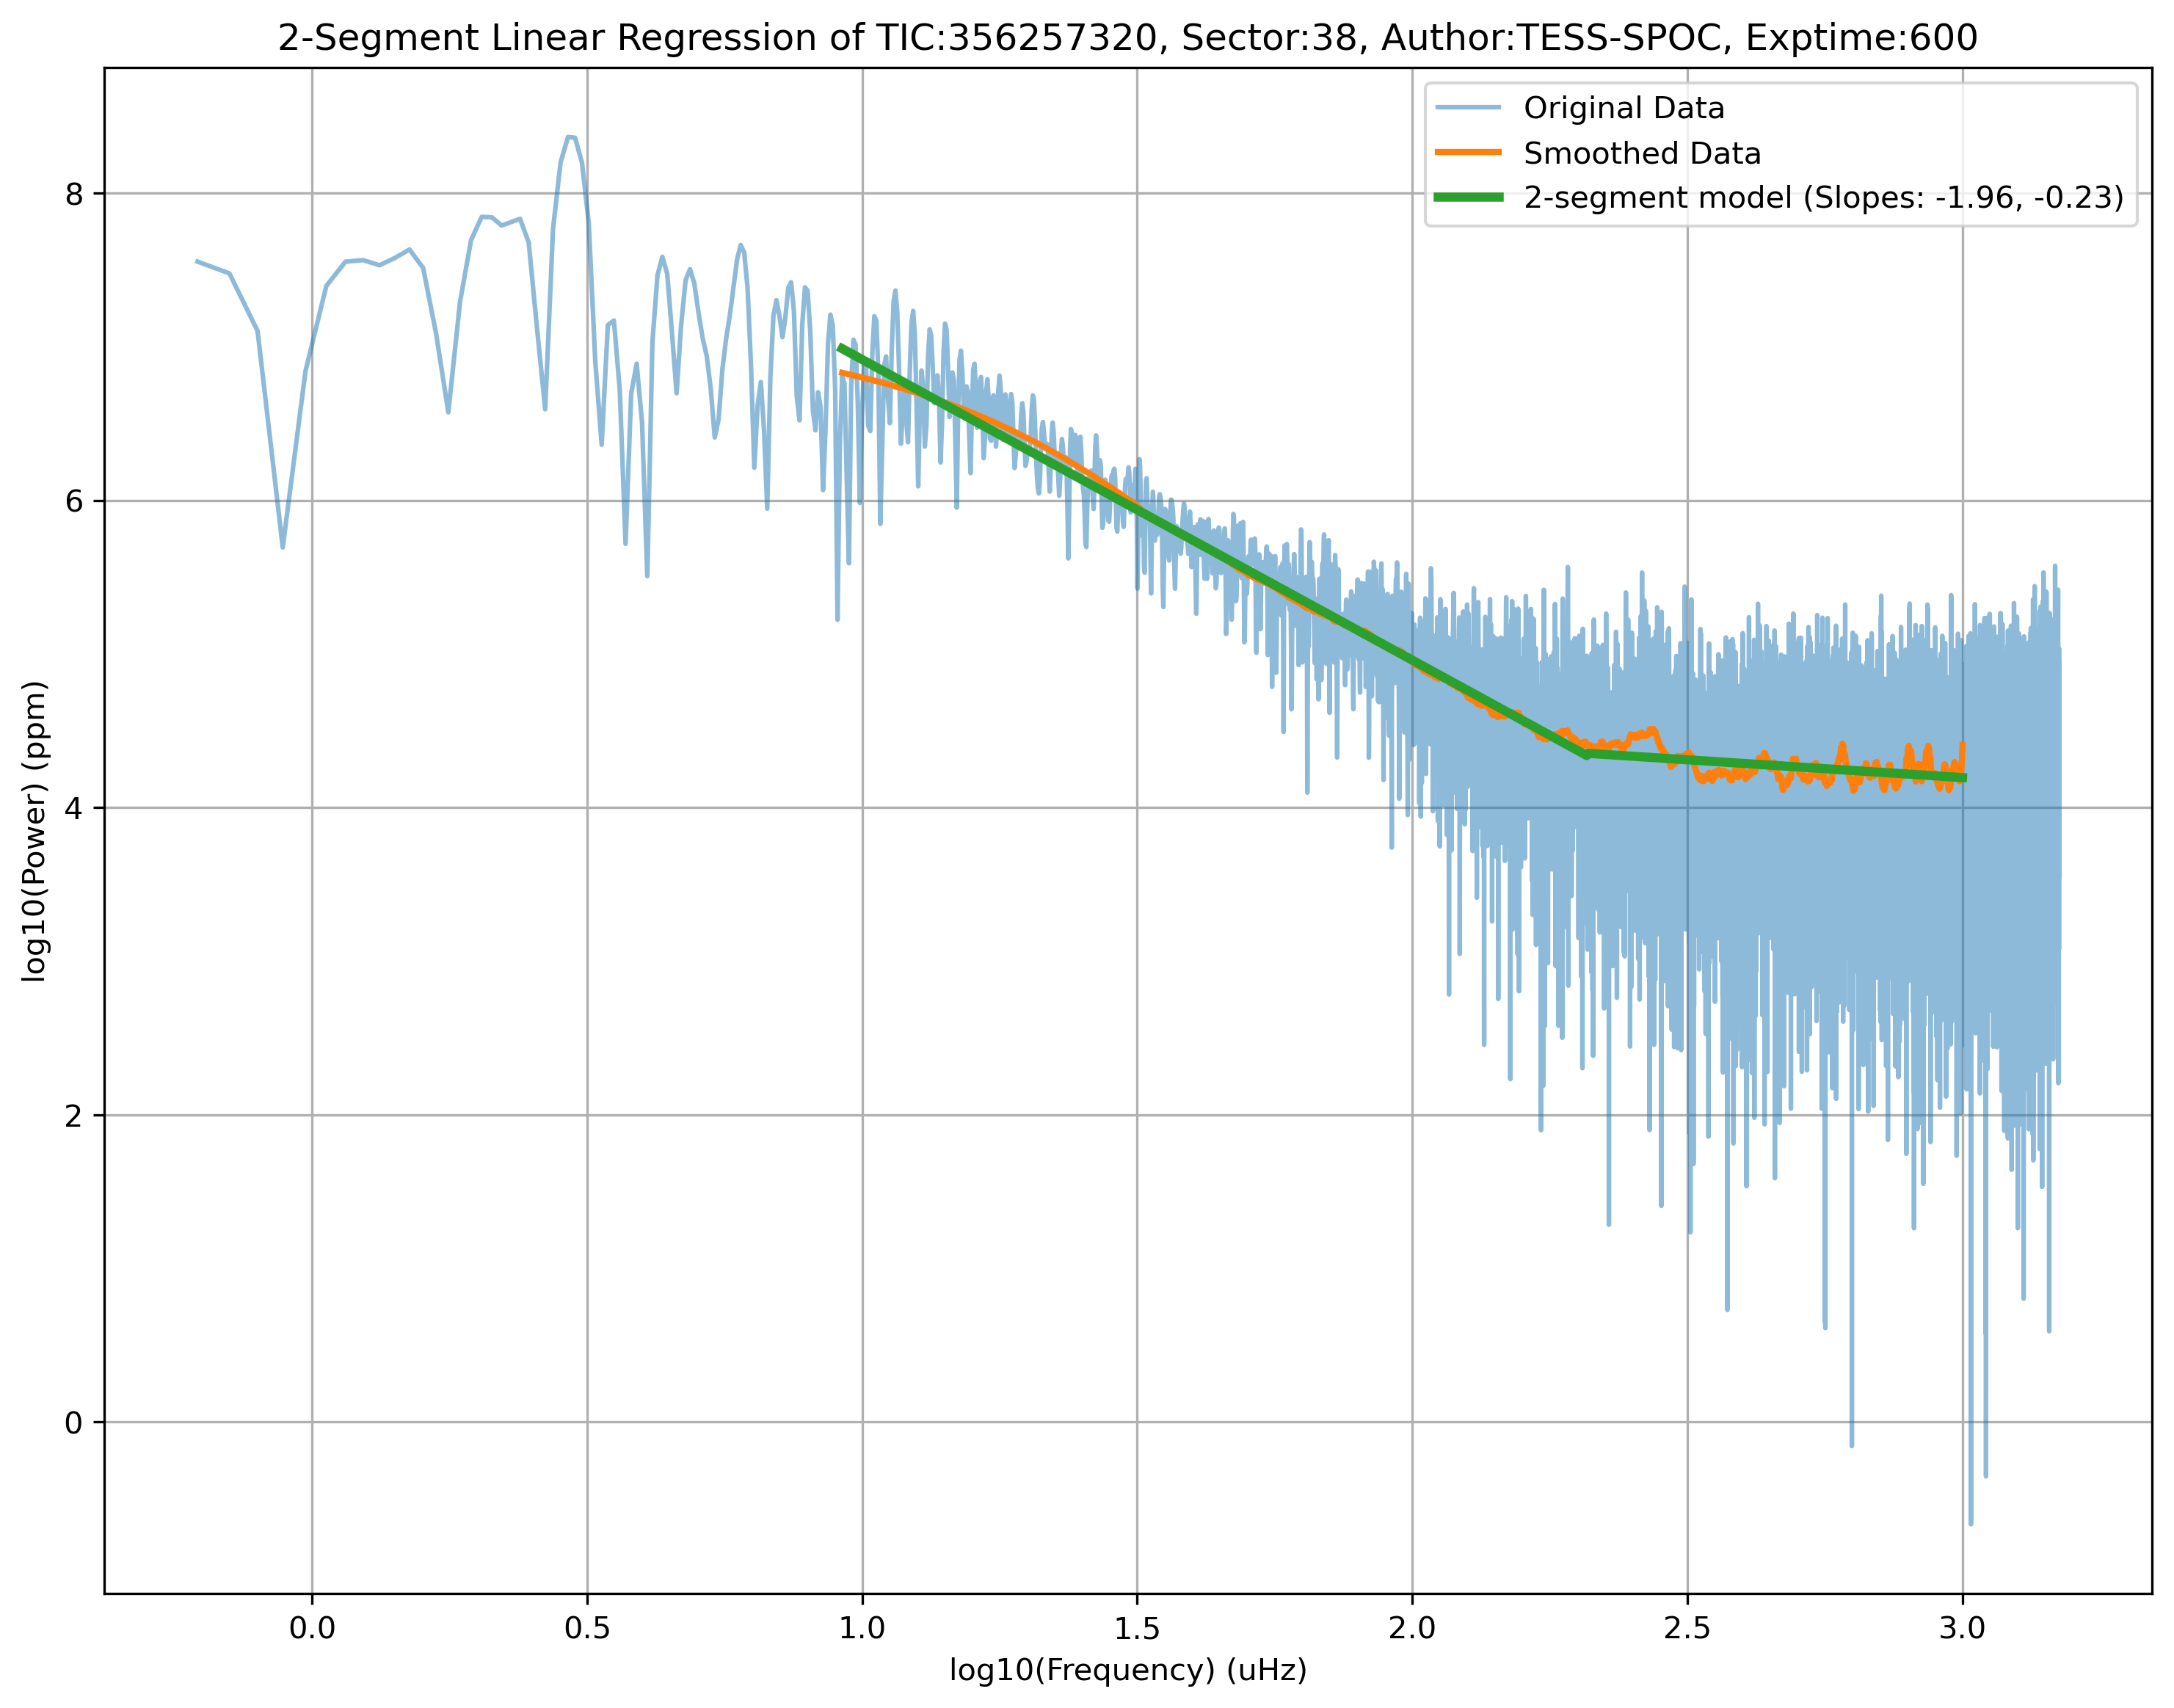 2-Segment Linear Regression of TIC:356257320, Sector:38, Author:TESS-SPOC, Exptime:600
Original Data
Smoothed Data
2-segment model (Slopes: -1.96, -0.23)
log10(Power) (ppm)
8
6
4
2
0
0.0 0.5 1.0 1.5 2.0 2.5 3.0
log10(Frequency) (uHz)